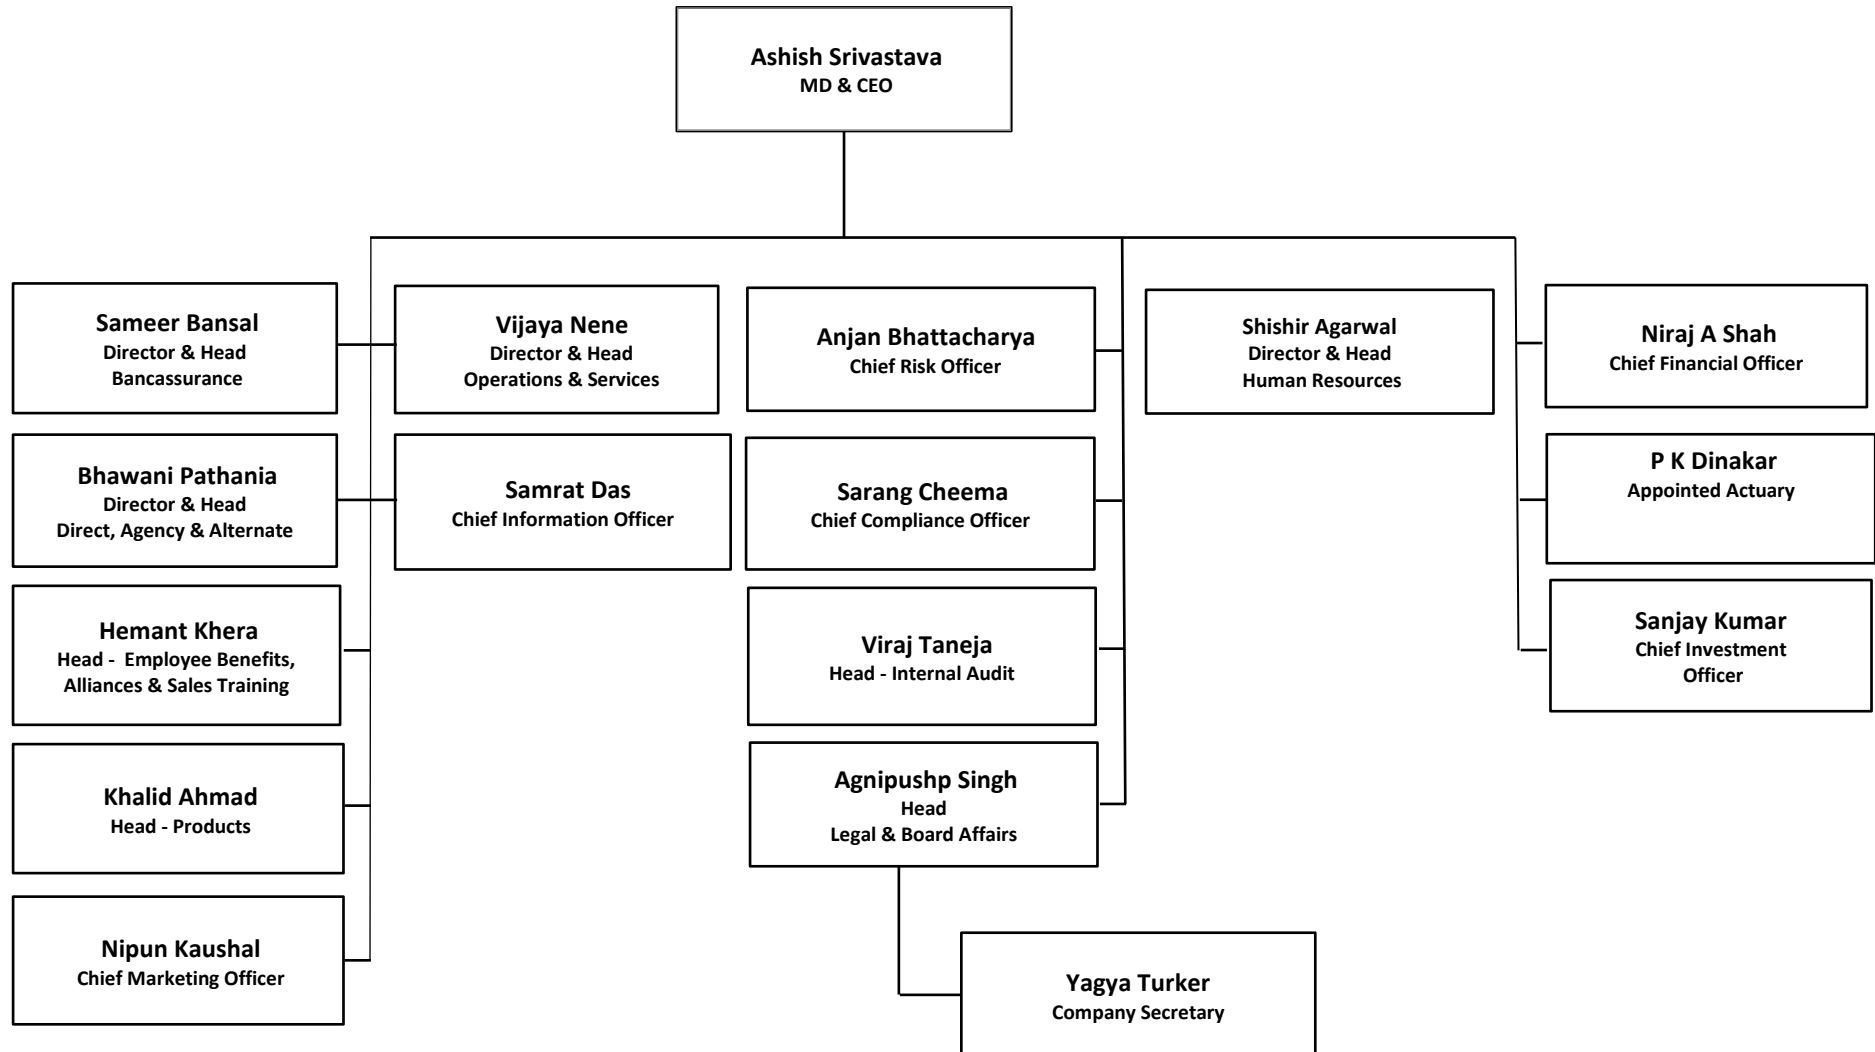 Ashish Srivastava
MD & CEO
Sameer Bansal
Director & Head
Bancassurance
Vijaya Nene
Director & Head
Operations & Services
Anjan Bhattacharya
Chief Risk Officer
Shishir Agarwal
Director & Head
Human Resources
Niraj A Shah
Chief Financial Officer
Bhawani Pathania
Director & Head
Direct, Agency & Alternate
Samrat Das
Chief Information Officer
Sarang Cheema
Chief Compliance Officer
P K Dinakar
Appointed Actuary
Hemant Khera
Head - Employee Benefits,
Alliances & Sales Training
Viraj Taneja
Head - Internal Audit
Sanjay Kumar
Chief Investment
Officer
Khalid Ahmad
Head - Products
Agnipushp Singh
Head
Legal & Board Affairs
Nipun Kaushal
Chief Marketing Officer
Yagya Turker
Company Secretary